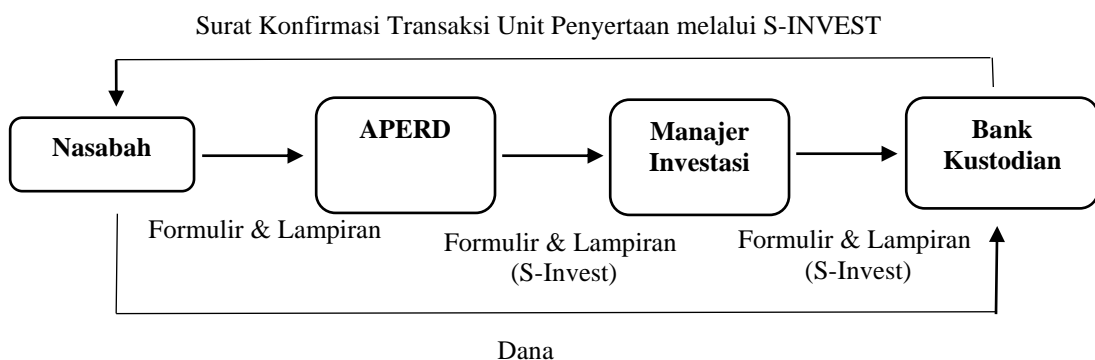 Surat Konfirmasi Transaksi Unit Penyertaan melalui S-INVEST
Nasabah
APERD
Manajer
Investasi
Bank
Kustodian
Formulir & Lampiran
Formulir & Lampiran
(S-Invest)
Formulir & Lampiran
(S-Invest)
Dana